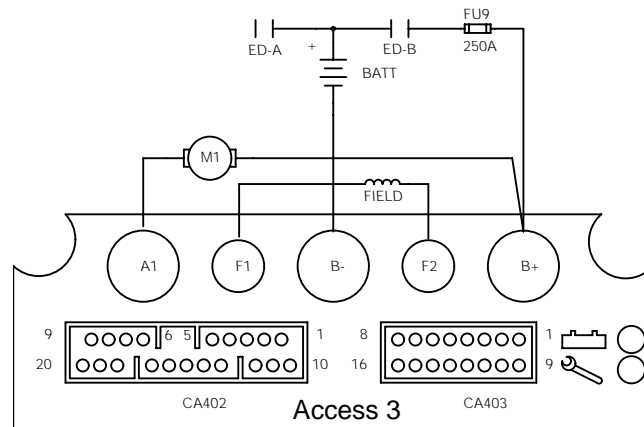 FU9
ED-A + ED-B 250A
BATT
M1
FIELD
A1 F1 B- F2 B+
9 6 5 1 8 1
20 10 16 9
CA402 Access 3 CA403